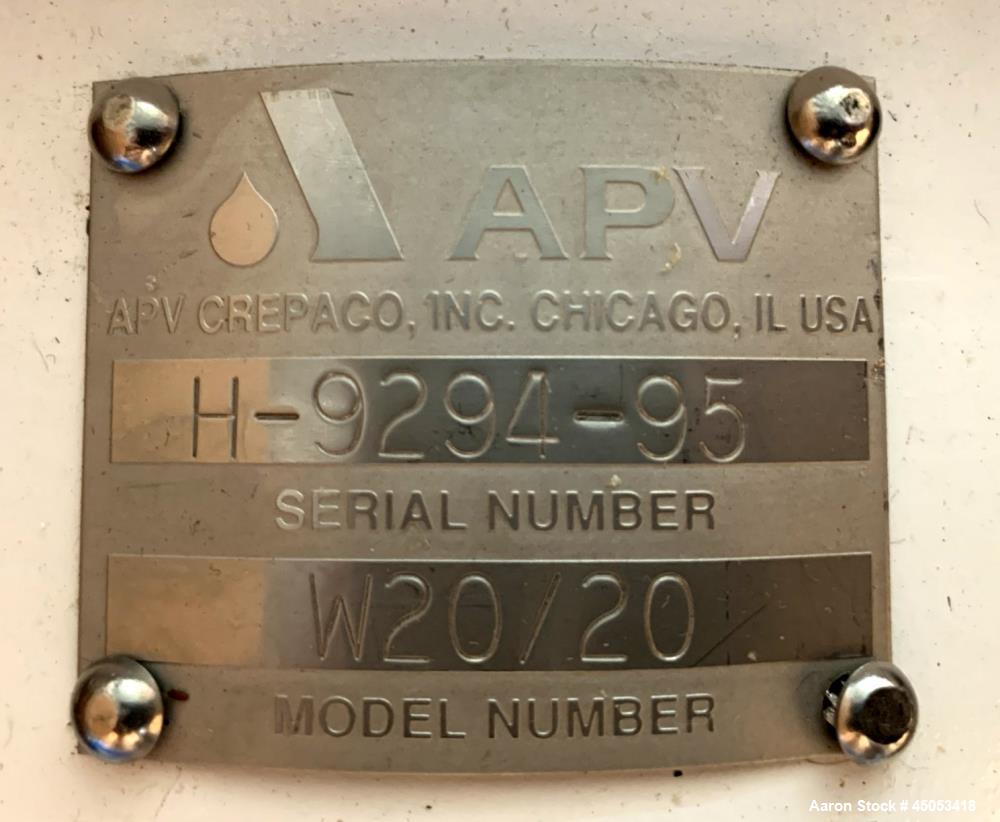 APV
APV CREPACO, INC. CHICAGO, IL USA
H-9294-95
SERIAL NUMBER
W20/20
MODEL NUMBER
Aaron Stock # 45053418